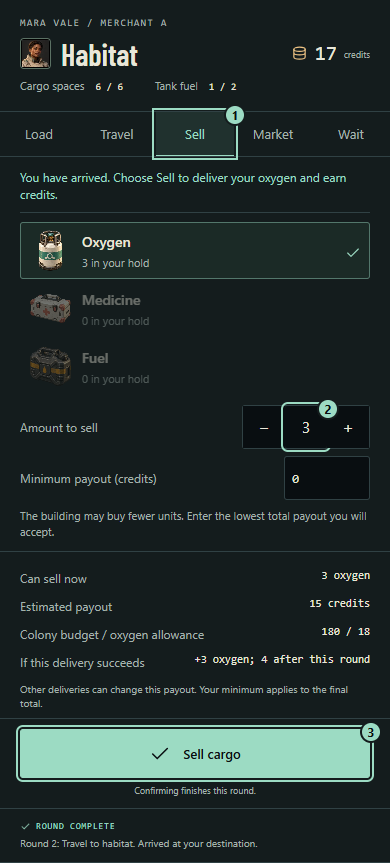 MARA VALE / MERCHANT A
Habitat
17 credits
Cargo spaces 6 / 6 Tank fuel 1 / 2
1
Load Travel Sell Market Wait
You have arrived. Choose Sell to deliver your oxygen and earn
credits.
Oxygen
3 in your hold
Medicine
0 in your hold
Fuel
0 in your hold
2
Amount to sell − 3 +
Minimum payout (credits) 0
The building may buy fewer units. Enter the lowest total payout you will
accept.
Can sell now 3 oxygen
Estimated payout 15 credits
Colony budget / oxygen allowance 180 / 18
If this delivery succeeds +3 oxygen; 4 after this round
Other deliveries can change this payout. Your minimum applies to the final
total.
3
Sell cargo
Confirming finishes this round.
ROUND COMPLETE
Round 2: Travel to habitat. Arrived at your destination.